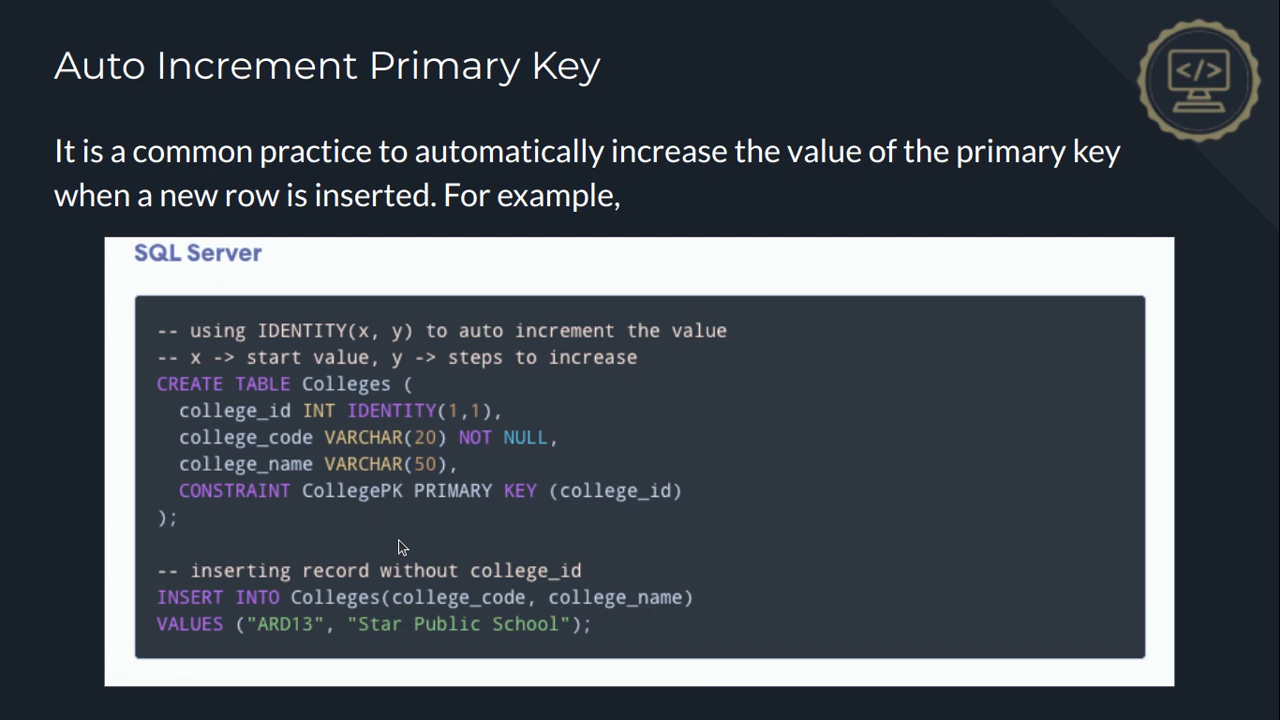 Auto Increment Primary Key
</>
It is a common practice to automatically increase the value of the primary key
when a new row is inserted. For example,
SQL Server
-- using IDENTITY(x, y) to auto increment the value
-- x -> start value, y -> steps to increase
CREATE TABLE Colleges (
  college_id INT IDENTITY(1,1),
  college_code VARCHAR(20) NOT NULL,
  college_name VARCHAR(50),
  CONSTRAINT CollegePK PRIMARY KEY (college_id)
);
-- inserting record without college_id
INSERT INTO Colleges(college_code, college_name)
VALUES ("ARD13", "Star Public School");